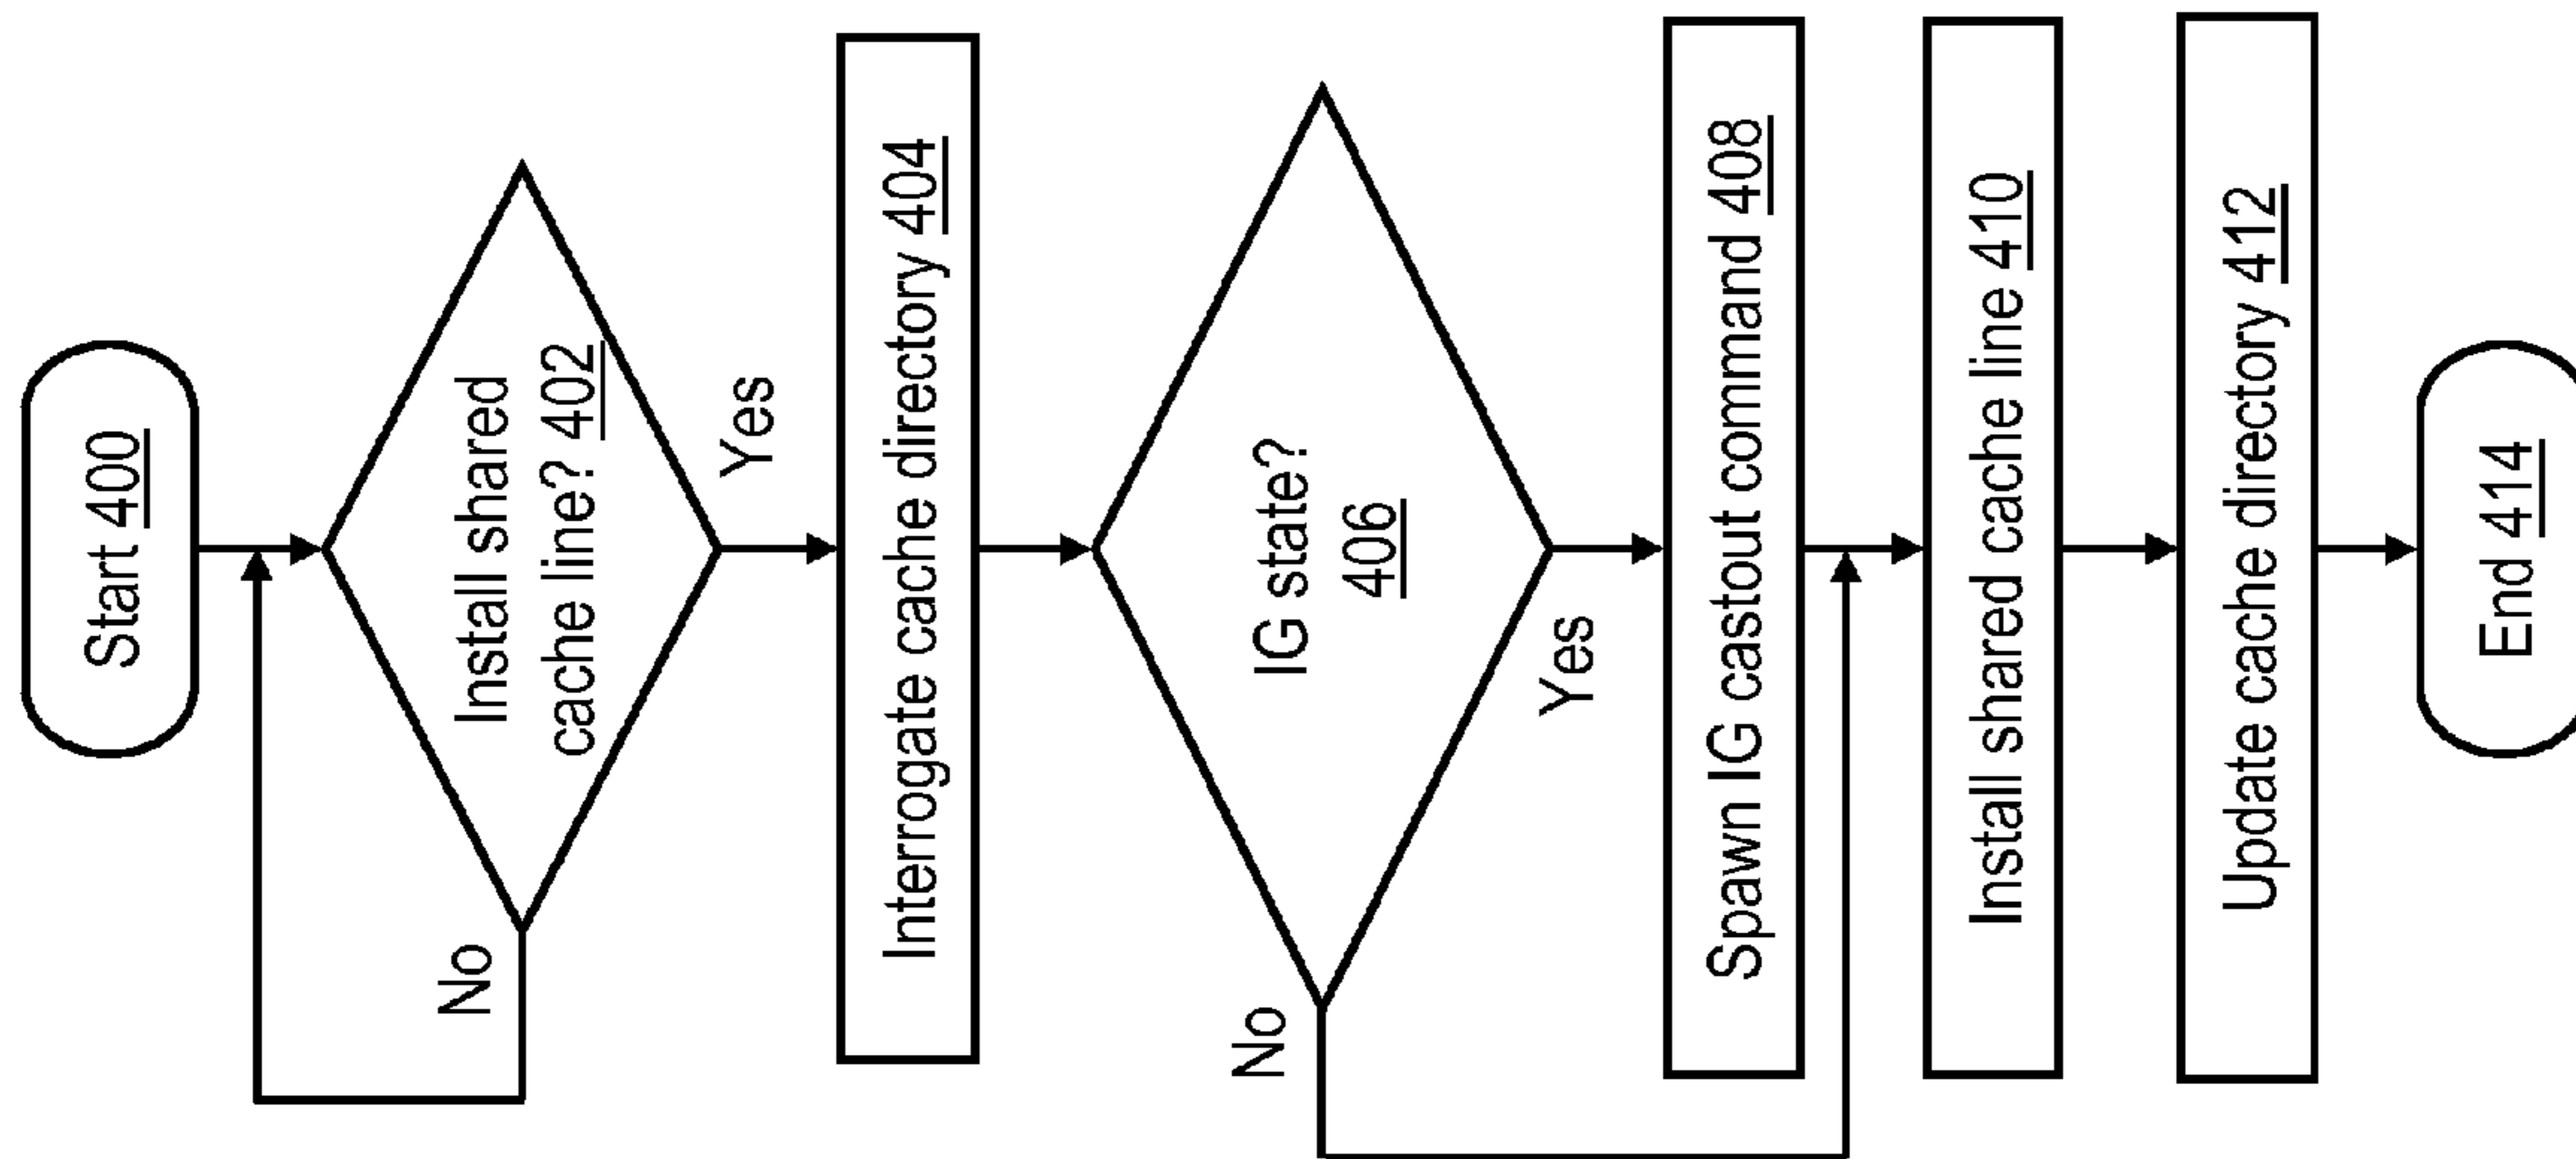 Start 400
Install shared
cache line? 402
No
Yes
Interrogate cache directory 404
IG state?
406
No
Yes
Spawn IG castout command 408
Install shared cache line 410
Update cache directory 412
End 414